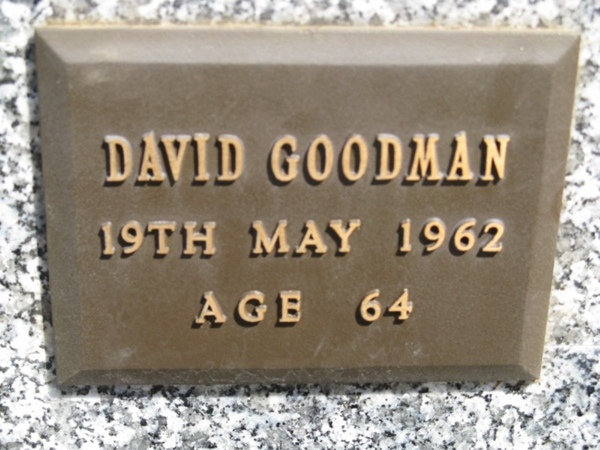 DAVID GOODMAN
19TH MAY 1962
AGE 64